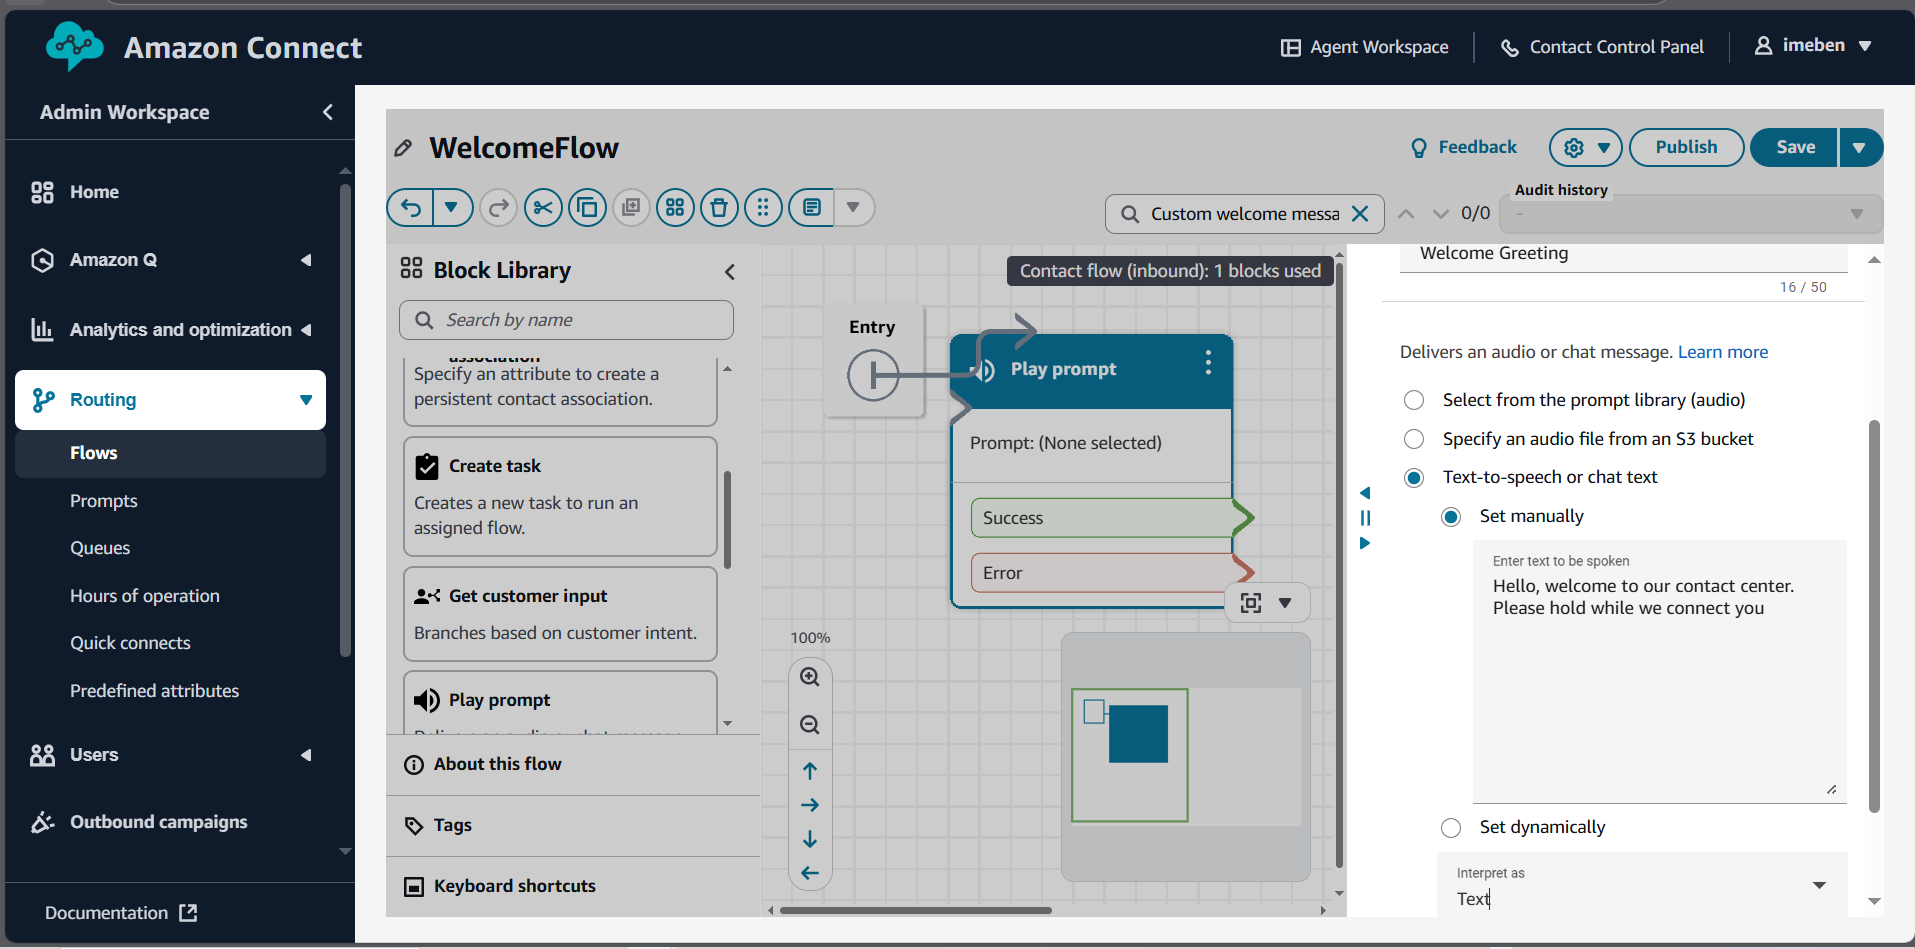 Amazon Connect
Agent Workspace
Contact Control Panel
imeben
Admin Workspace
Home
Amazon Q
Analytics and optimization
Routing
Flows
Prompts
Queues
Hours of operation
Quick connects
Predefined attributes
Users
Outbound campaigns
Documentation
WelcomeFlow
Feedback
Publish
Save
Custom welcome messa
0/0
Audit history
-
Block Library
Search by name
association
Specify an attribute to create a
persistent contact association.
Create task
Creates a new task to run an
assigned flow.
Get customer input
Branches based on customer intent.
Play prompt
About this flow
Tags
Keyboard shortcuts
Contact flow (inbound): 1 blocks used
Entry
Play prompt
Prompt: (None selected)
Success
Error
100%
Welcome Greeting
16 / 50
Delivers an audio or chat message. Learn more
Select from the prompt library (audio)
Specify an audio file from an S3 bucket
Text-to-speech or chat text
Set manually
Enter text to be spoken
Hello, welcome to our contact center.
Please hold while we connect you
Set dynamically
Interpret as
Text